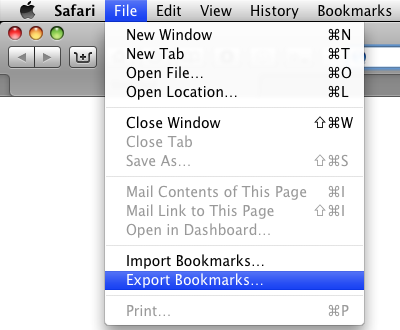 Safari File Edit View History Bookmarks
New Window ⌘N
New Tab ⌘T
Open File... ⌘O
Open Location... ⌘L
Close Window ⇧⌘W
Close Tab
Save As... ⇧⌘S
Mail Contents of This Page ⌘I
Mail Link to This Page ⇧⌘I
Open in Dashboard...
Import Bookmarks...
Export Bookmarks...
Print... ⌘P